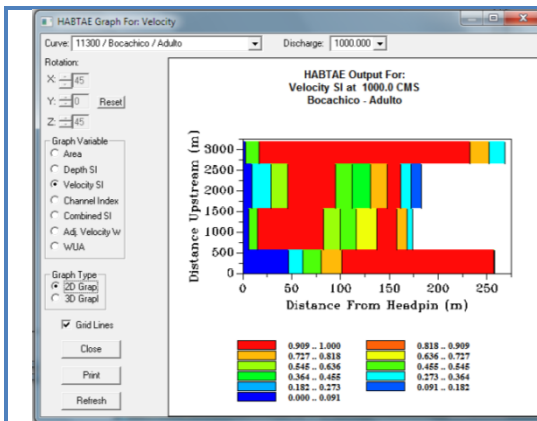 HABTAE Graph For: Velocity
Curve: 11300 / Bocachico / Adulto Discharge: 1000.000
Rotation:
X: 45
Y: 0 Reset
Z: 45
Graph Variable
Area
Depth SI
Velocity SI
Channel Index
Combined SI
Adj. Velocity W
WUA
Graph Type
2D Grap
3D Grapl
Grid Lines
Close
Print
Refresh
HABTAE Output For:
Velocity SI at 1000.0 CMS
Bocachico - Adulto
Distance Upstream (m)
3000
2500
2000
1500
1000
500
0
0 50 100 150 200 250
Distance From Headpin (m)
0.909 .. 1.000 0.818 .. 0.909
0.727 .. 0.818 0.636 .. 0.727
0.545 .. 0.636 0.455 .. 0.545
0.364 .. 0.455 0.273 .. 0.364
0.182 .. 0.273 0.091 .. 0.182
0.000 .. 0.091